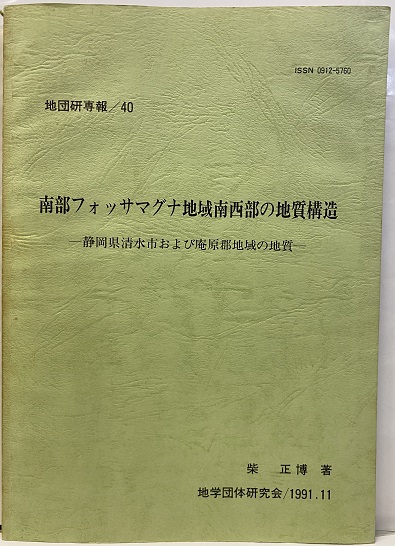 ISSN 0912-5760
地団研専報/40
南部フォッサマグナ地域南西部の地質構造
―静岡県清水市および庵原郡地域の地質―
柴 正博 著
地学団体研究会/1991.11